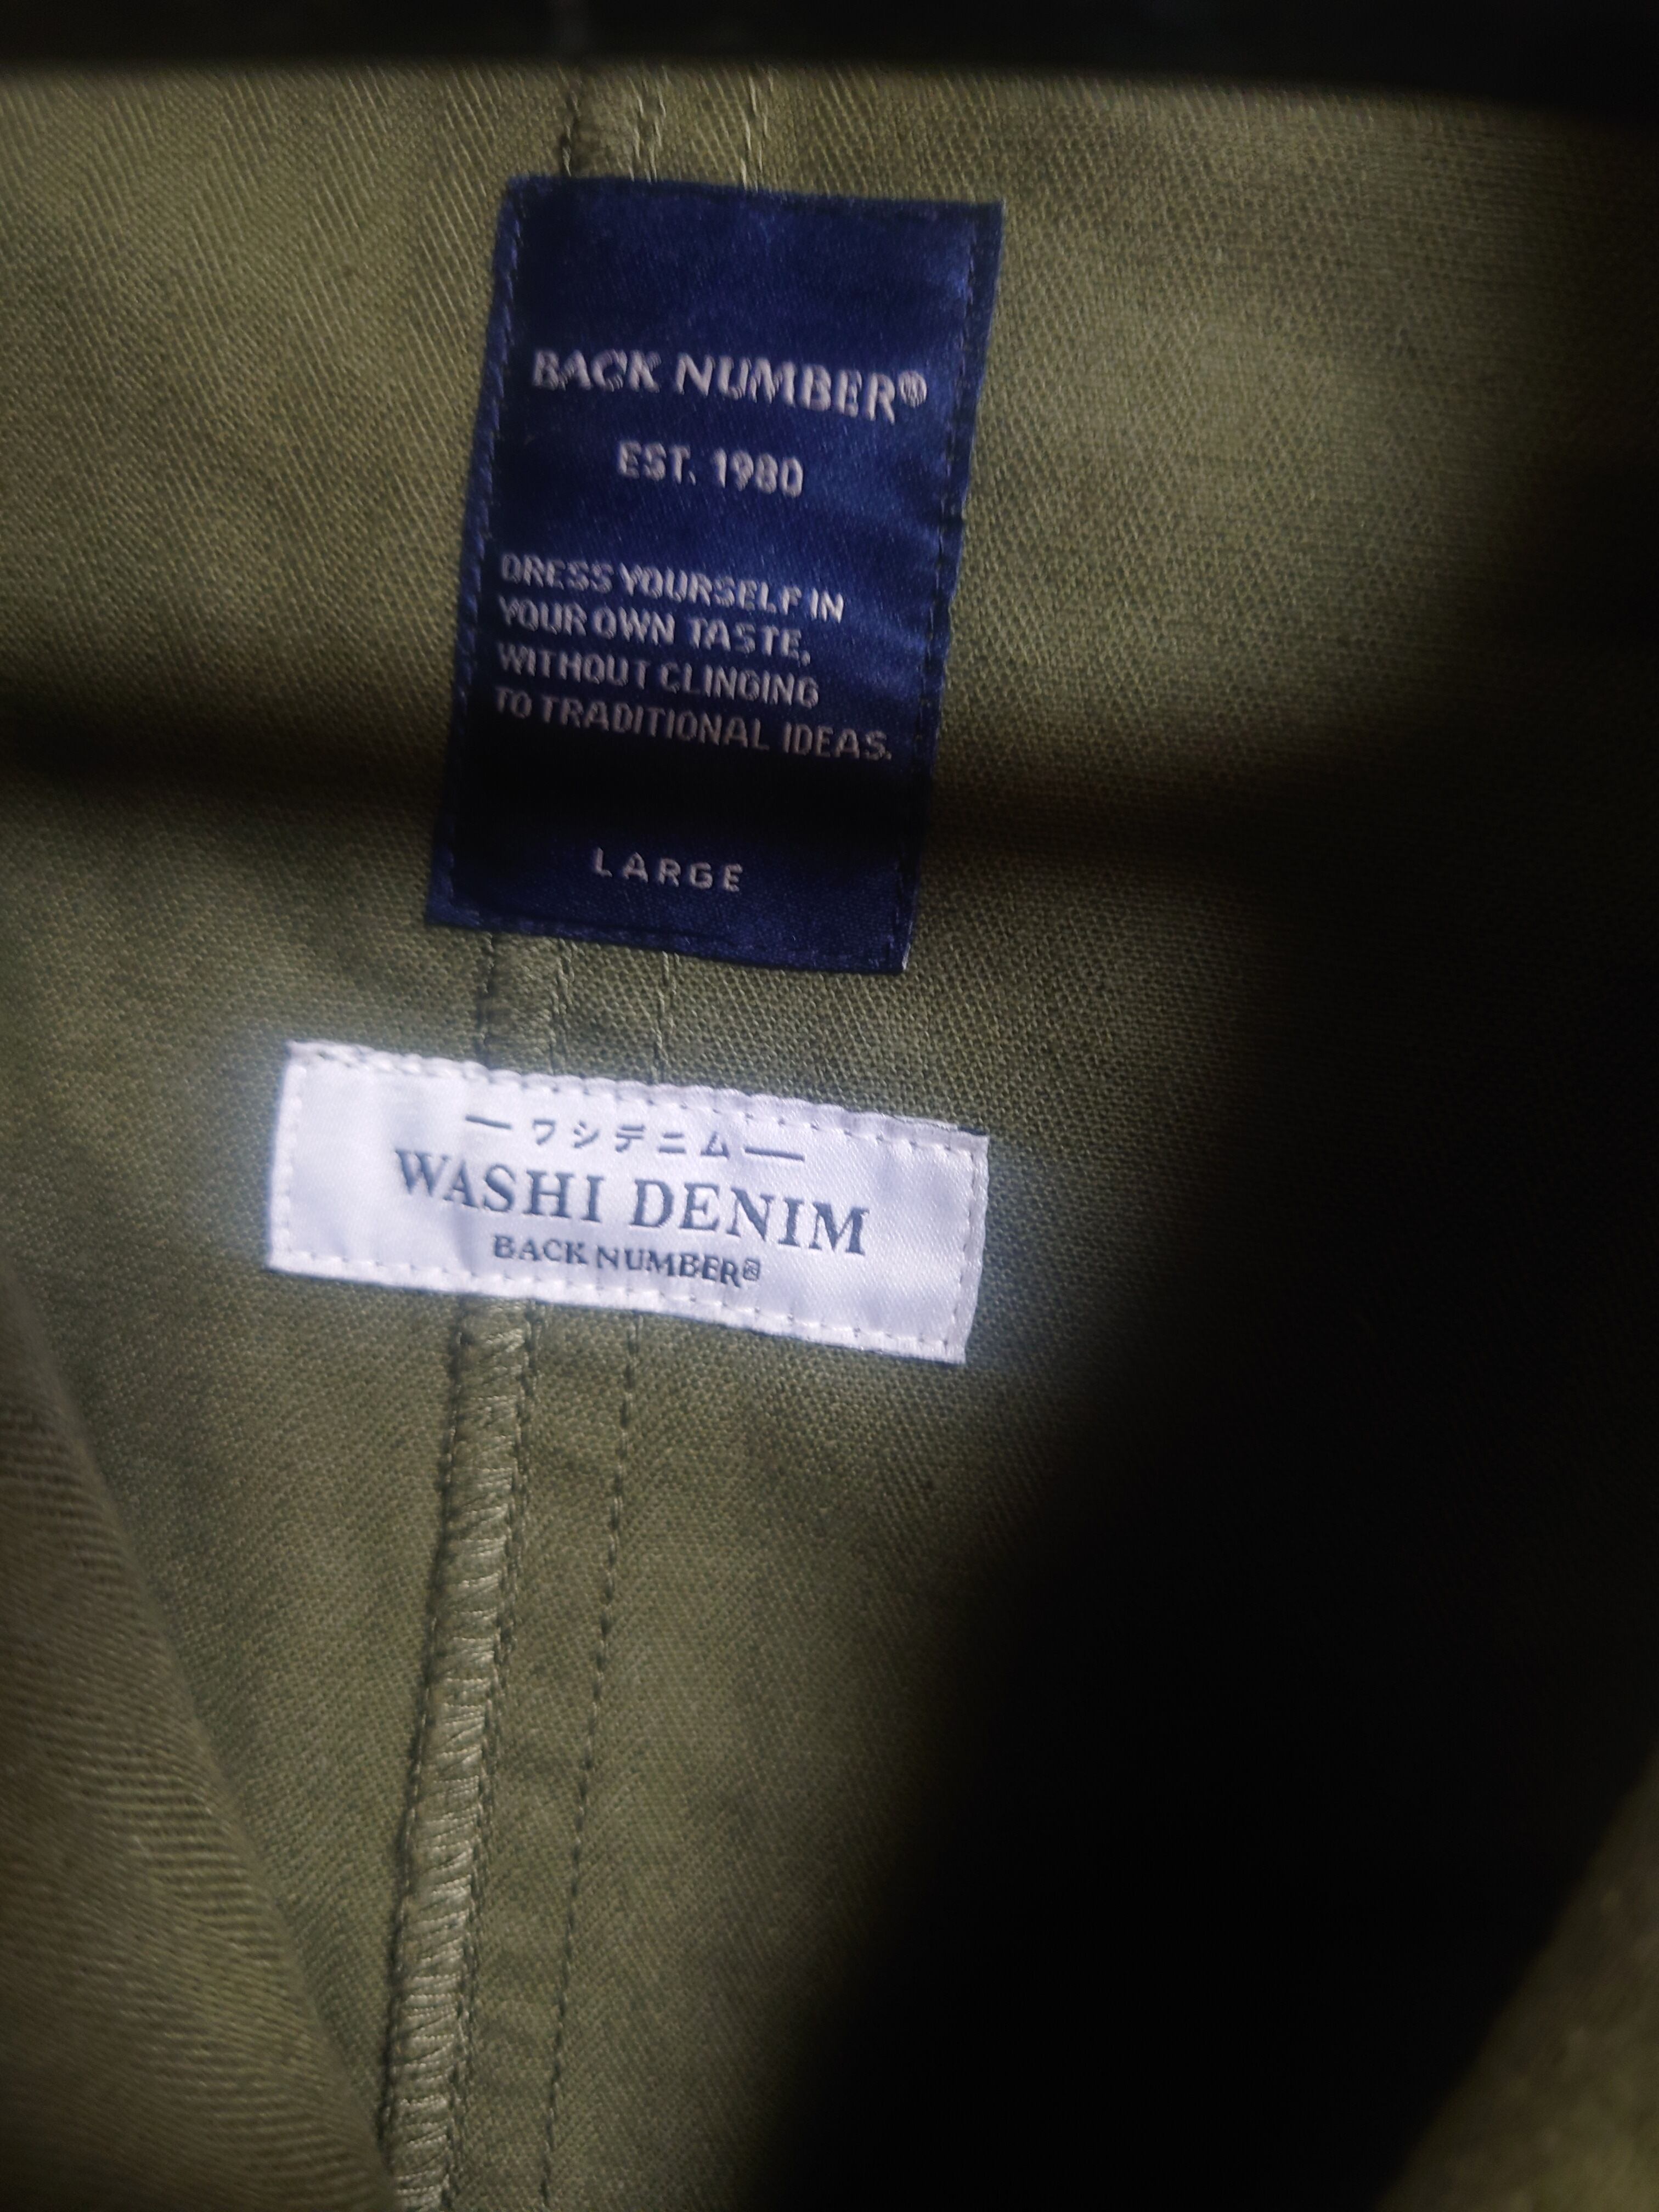 BACK NUMBER®
EST. 1980
DRESS YOURSELF IN
YOUR OWN TASTE,
WITHOUT CLINGING
TO TRADITIONAL IDEAS.
LARGE
—ワシデニム—
WASHI DENIM
BACK NUMBER®